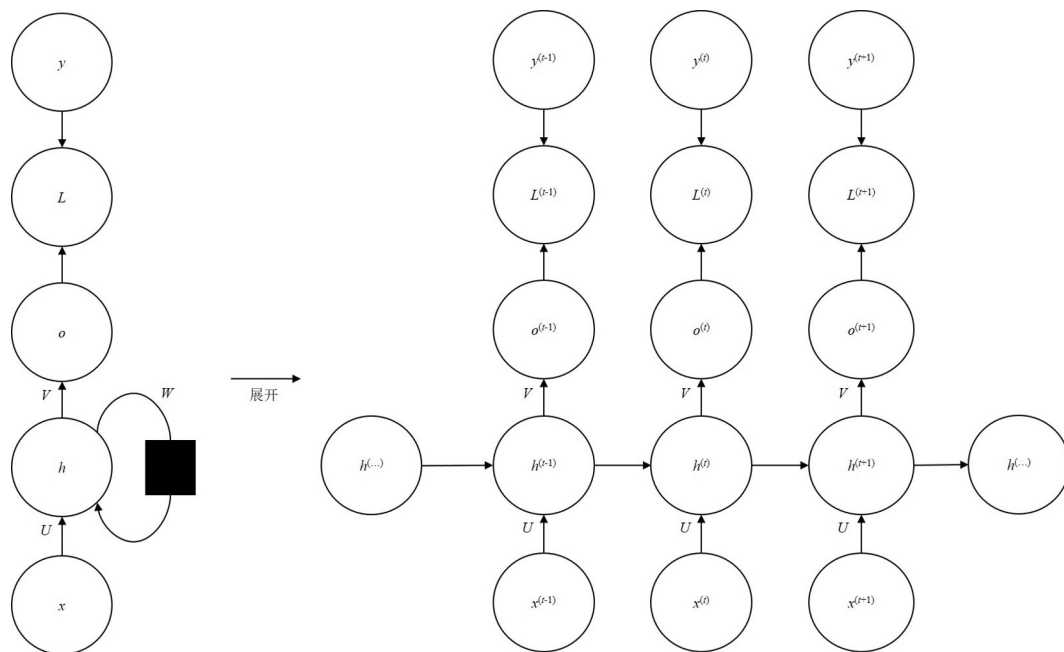 y
y(t-1) y(t) y(t+1)
L
L(t-1) L(t) L(t+1)
o
o(t-1) o(t) o(t+1)
V W
展开
V V V
h
h(…) h(t-1) h(t) h(t+1) h(…)
U
U U U
x
x(t-1) x(t) x(t+1)